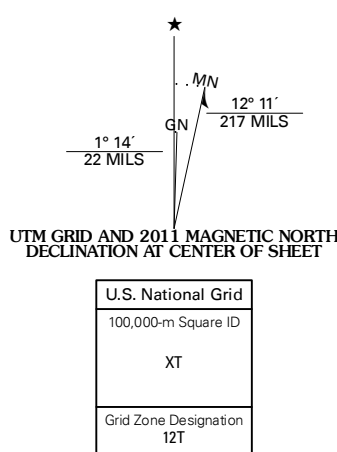 ★
MN
GN
12° 11´
217 MILS
1° 14´
22 MILS
UTM GRID AND 2011 MAGNETIC NORTH
DECLINATION AT CENTER OF SHEET
U.S. National Grid
100,000-m Square ID
XT
Grid Zone Designation
12T